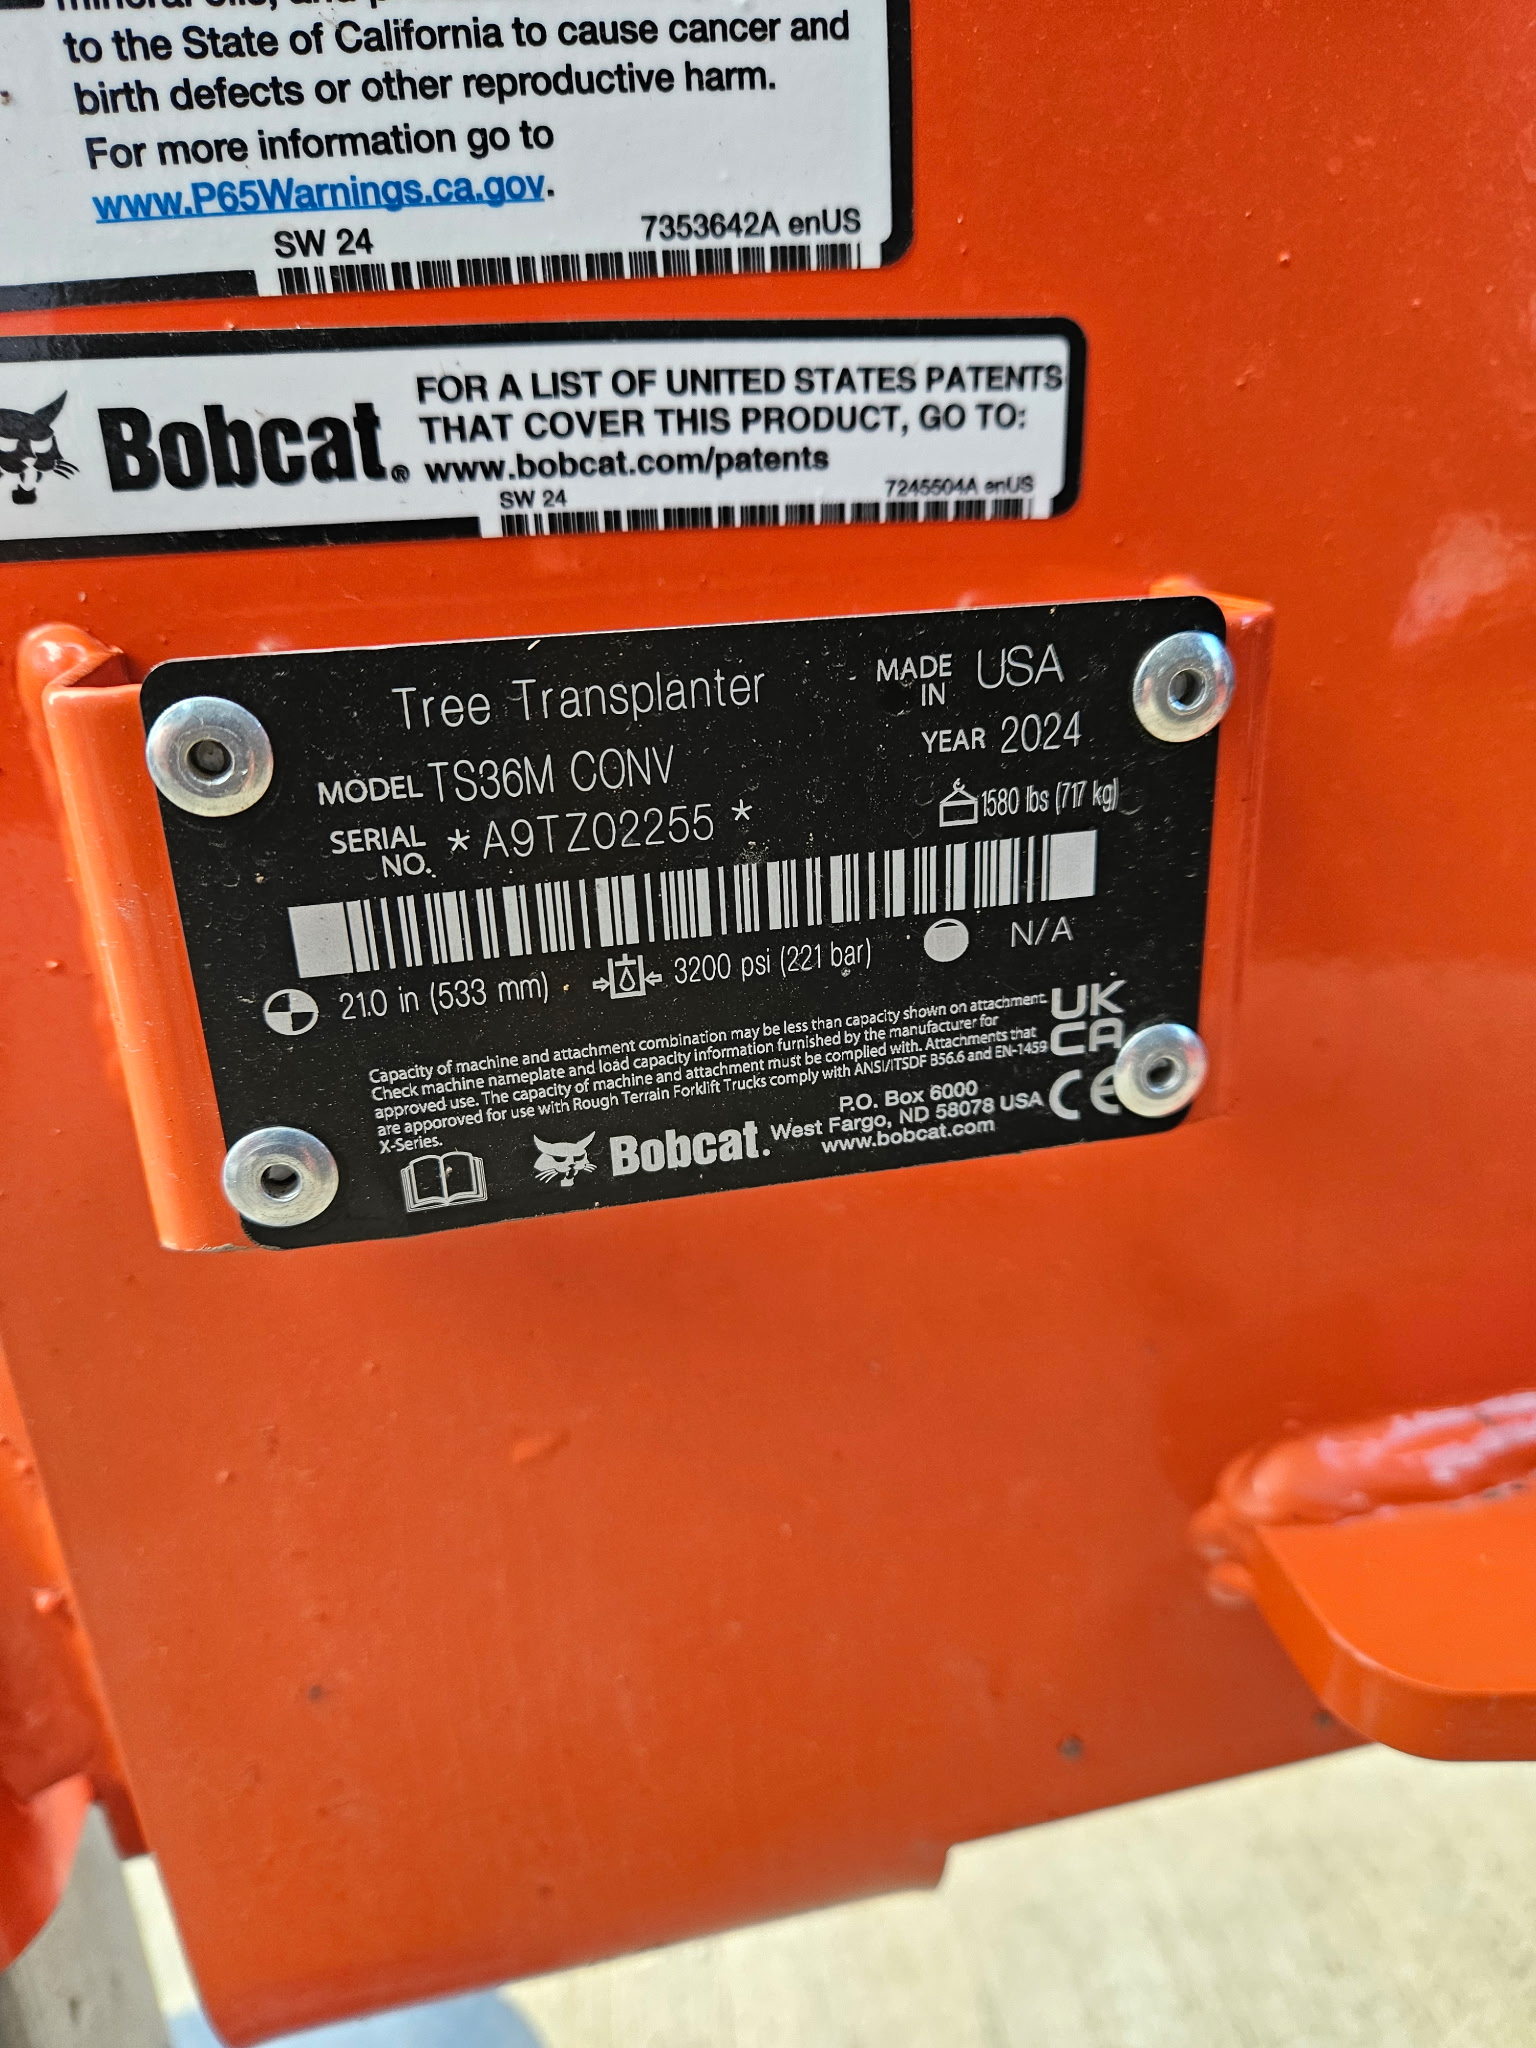 to the State of California to cause cancer and
birth defects or other reproductive harm.
For more information go to
www.P65Warnings.ca.gov.
SW 24 7353642A enUS
Bobcat® FOR A LIST OF UNITED STATES PATENTS
THAT COVER THIS PRODUCT, GO TO:
www.bobcat.com/patents
SW 24 7245504A enUS
Tree Transplanter MADE IN USA
MODEL TS36M CONV YEAR 2024
SERIAL NO. *A9TZ02255* 1580 lbs (717 kg)
21.0 in (533 mm) 3200 psi (221 bar) N/A
Capacity of machine and attachment combination may be less than capacity shown on attachment.
Check machine nameplate and load capacity information furnished by the manufacturer for
approved use. The capacity of machine and attachment must be complied with. Attachments that
are apporoved for use with Rough Terrain Forklift Trucks comply with ANSI/ITSDF B56.6 and EN-1459
X-Series.
UK
CA
CE
Bobcat.
P.O. Box 6000
West Fargo, ND 58078 USA
www.bobcat.com